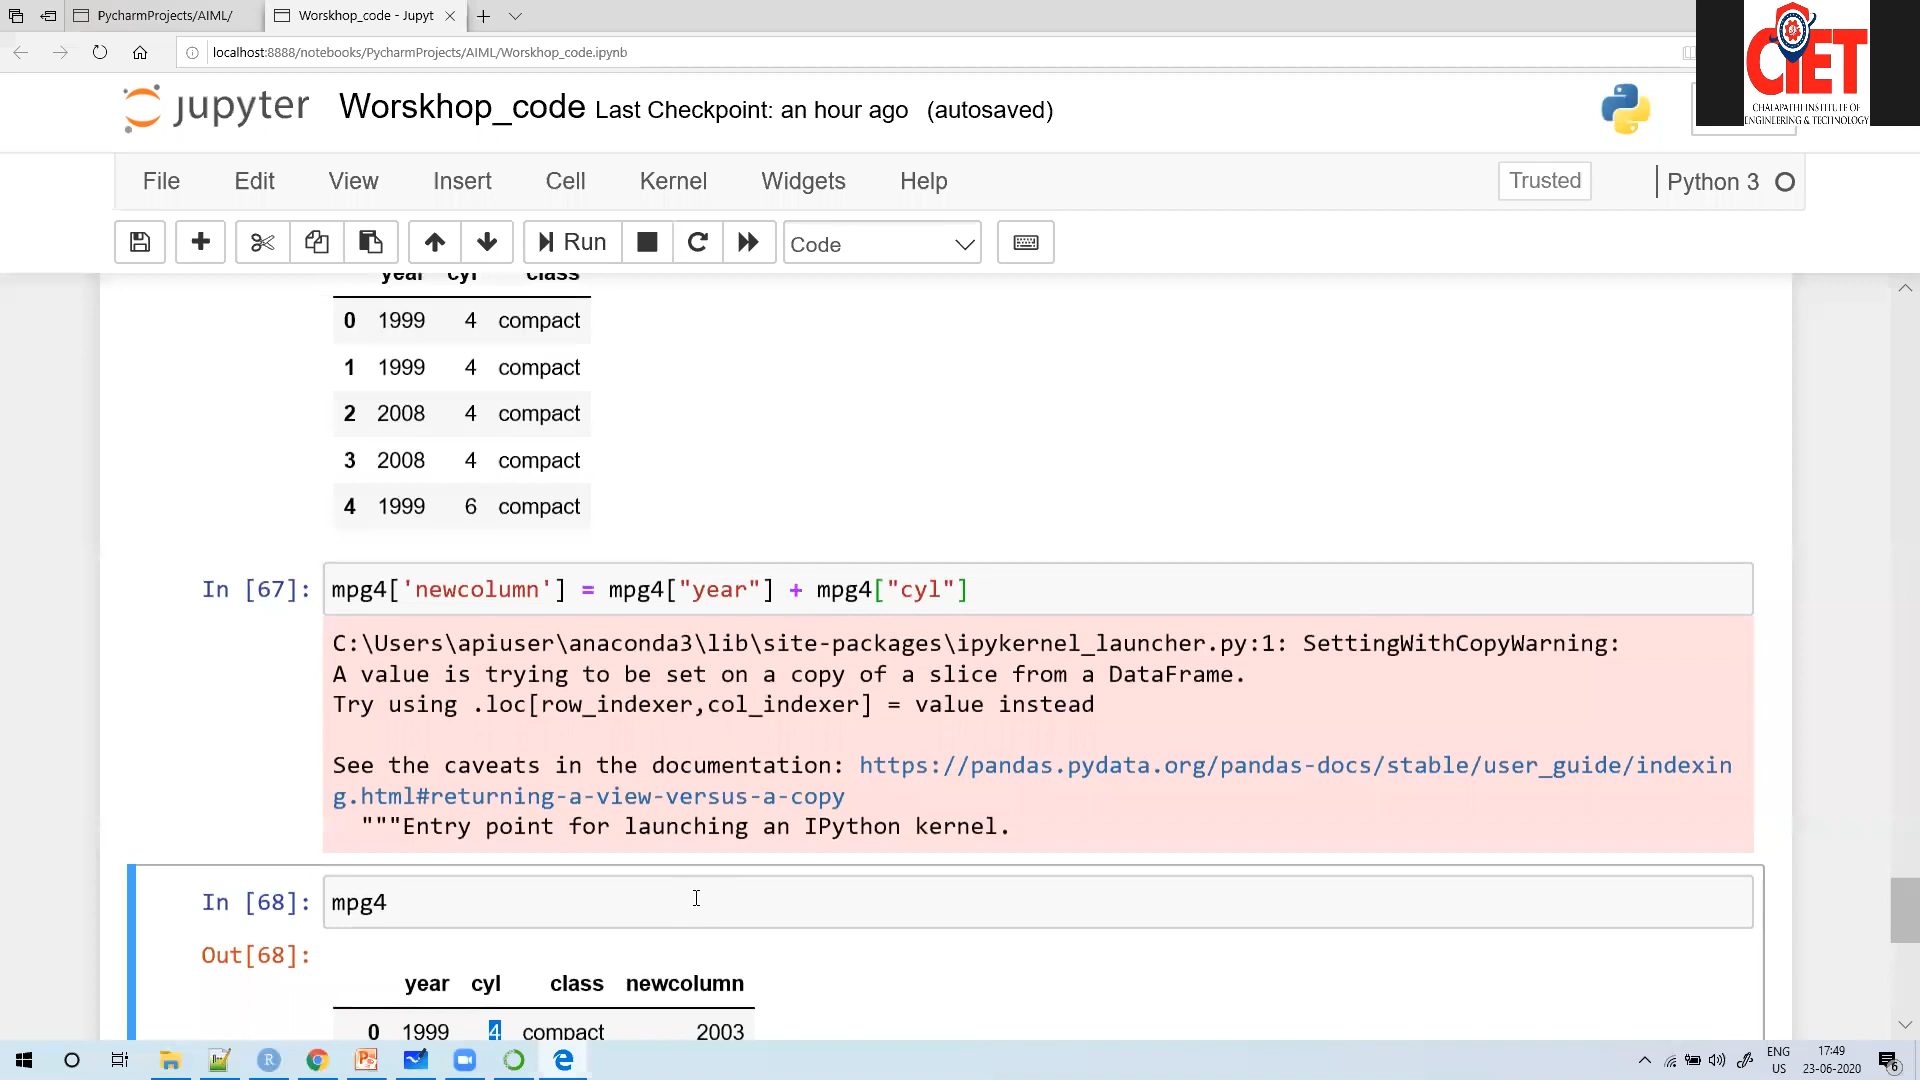 PycharmProjects/AIML/
Worskhop_code - Jupyt
localhost:8888/notebooks/PycharmProjects/AIML/Worskhop_code.ipynb
CIET
CHALAPATHI INSTITUTE OF
ENGINEERING & TECHNOLOGY
jupyter Worskhop_code Last Checkpoint: an hour ago (autosaved)
File Edit View Insert Cell Kernel Widgets Help Trusted Python 3
Run Code
year cyl class
0 1999 4 compact
1 1999 4 compact
2 2008 4 compact
3 2008 4 compact
4 1999 6 compact
In [67]: mpg4['newcolumn'] = mpg4["year"] + mpg4["cyl"]
C:\Users\apiuser\anaconda3\lib\site-packages\ipykernel_launcher.py:1: SettingWithCopyWarning:
A value is trying to be set on a copy of a slice from a DataFrame.
Try using .loc[row_indexer,col_indexer] = value instead
See the caveats in the documentation: https://pandas.pydata.org/pandas-docs/stable/user_guide/indexin
g.html#returning-a-view-versus-a-copy
"""Entry point for launching an IPython kernel.
In [68]: mpg4
Out[68]:
year cyl class newcolumn
0 1999 4 compact 2003
ENG
US
17:49
23-06-2020
6